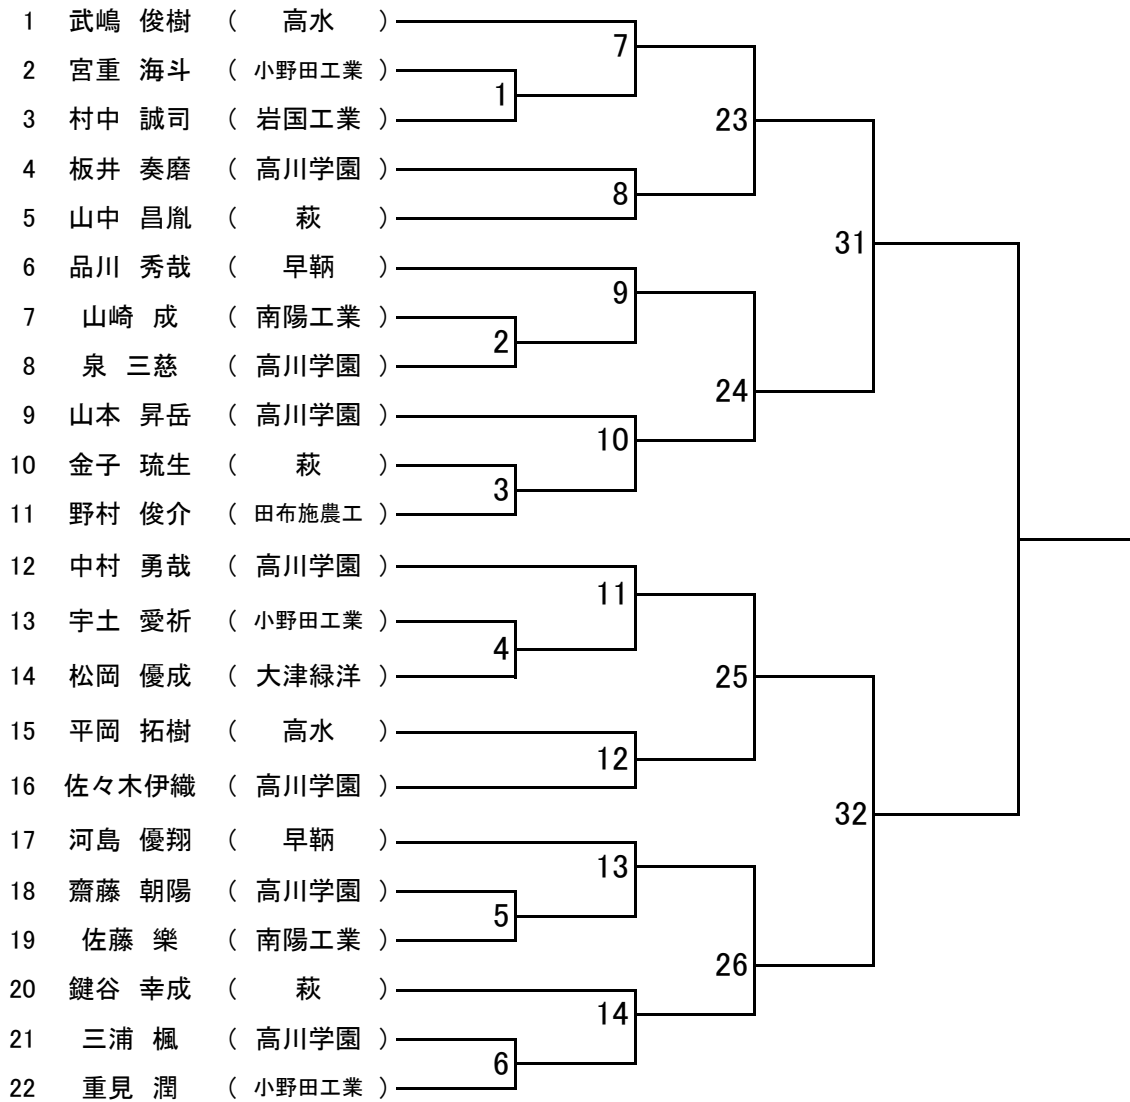 1 武嶋 俊樹 ( 高水 )
7
2 宮重 海斗 ( 小野田工業 )
1
3 村中 誠司 ( 岩国工業 )
23
4 板井 奏磨 ( 高川学園 )
8
5 山中 昌胤 ( 萩 )
31
6 品川 秀哉 ( 早鞆 )
9
7 山崎 成 ( 南陽工業 )
2
8 泉 三慈 ( 高川学園 )
24
9 山本 昇岳 ( 高川学園 )
10
10 金子 琉生 ( 萩 )
3
11 野村 俊介 ( 田布施農工 )
12 中村 勇哉 ( 高川学園 )
11
13 宇土 愛祈 ( 小野田工業 )
4
14 松岡 優成 ( 大津緑洋 )
25
15 平岡 拓樹 ( 高水 )
12
16 佐々木伊織 ( 高川学園 )
32
17 河島 優翔 ( 早鞆 )
13
18 齋藤 朝陽 ( 高川学園 )
5
19 佐藤 樂 ( 南陽工業 )
26
20 鍵谷 幸成 ( 萩 )
14
21 三浦 楓 ( 高川学園 )
6
22 重見 潤 ( 小野田工業 )